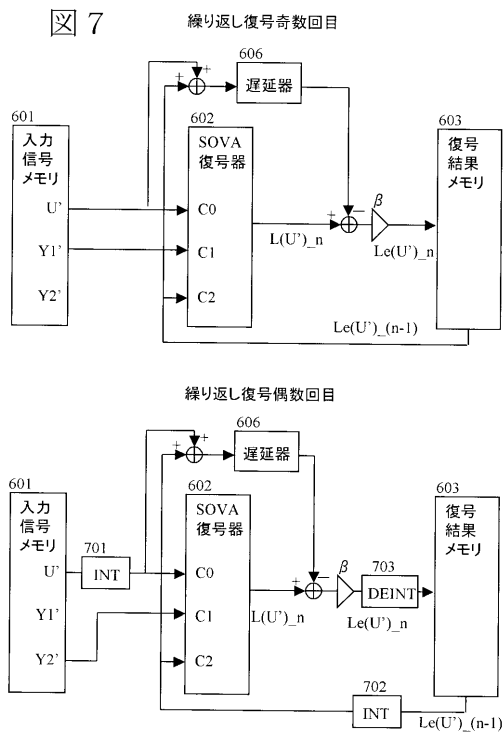 図7
繰り返し復号奇数回目
606
遅延器
+
+
601
入力
信号
メモリ
U'
Y1'
Y2'
602
SOVA
復号器
C0
C1
C2
603
復号
結果
メモリ
+
−
β
L(U')_n
Le(U')_n
Le(U')_(n-1)
繰り返し復号偶数回目
606
遅延器
+
+
601
入力
信号
メモリ
U'
Y1'
Y2'
701
INT
602
SOVA
復号器
C0
C1
C2
603
復号
結果
メモリ
+
−
β
703
DEINT
L(U')_n
Le(U')_n
702
INT
Le(U')_(n-1)